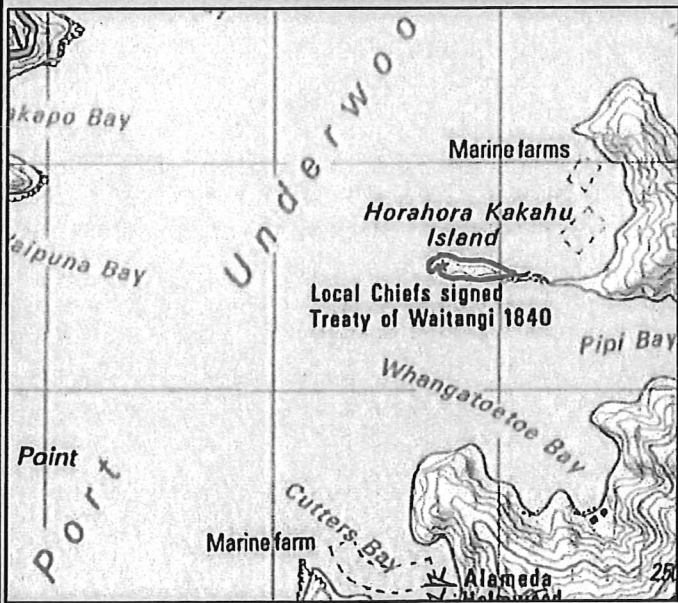 akapo Bay
Underwoo
Marine farms
Horahora Kakahu
Island
aipuna Bay
Local Chiefs signed
Treaty of Waitangi 1840
Pipi Bay
Whangatoetoe Bay
Point
Port
Cutters Bay
Marine farm
Alameda
250